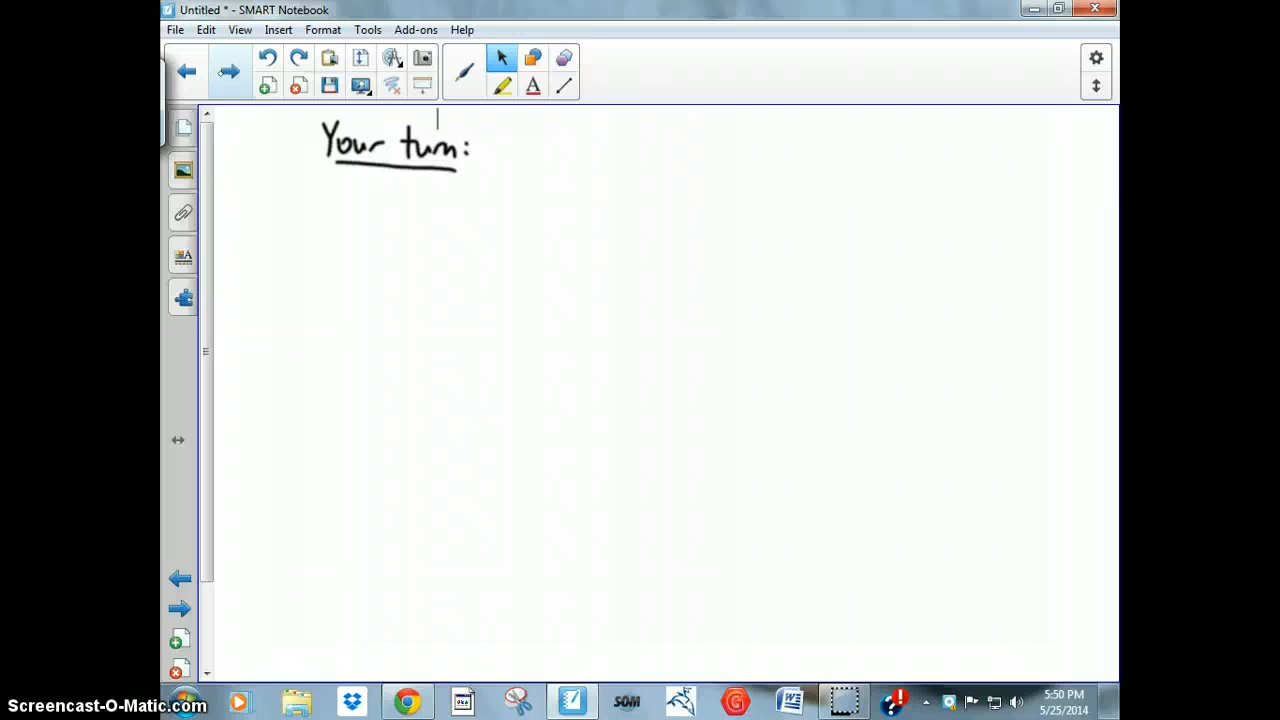 Untitled * - SMART Notebook
File Edit View Insert Format Tools Add-ons Help
Your turn:
SOM
5:50 PM
5/25/2014
Screencast-O-Matic.com